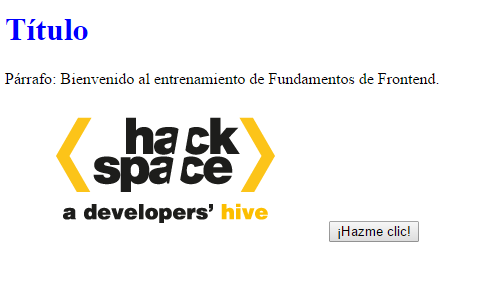 Título
Párrafo: Bienvenido al entrenamiento de Fundamentos de Frontend.
hack
space
a developers' hive
¡Hazme clic!